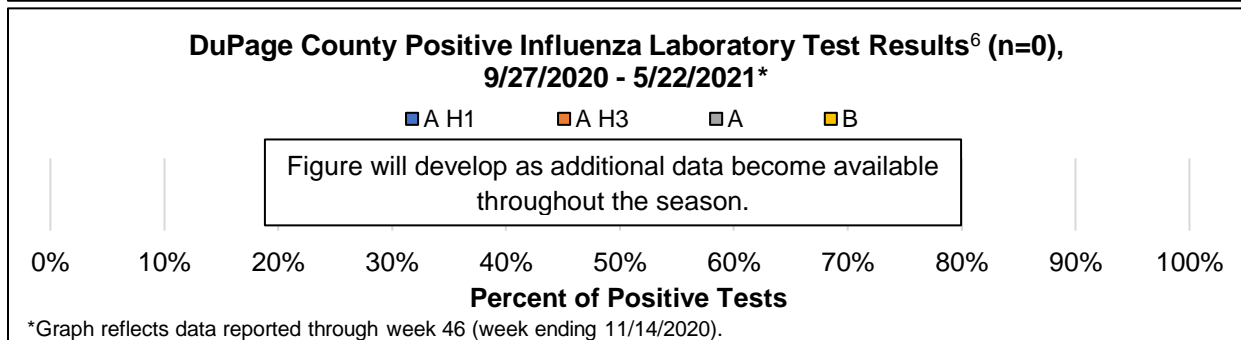 DuPage County Positive Influenza Laboratory Test Results⁶ (n=0),
9/27/2020 - 5/22/2021*
A H1 A H3 A B
Figure will develop as additional data become available
throughout the season.
0% 10% 20% 30% 40% 50% 60% 70% 80% 90% 100%
Percent of Positive Tests
*Graph reflects data reported through week 46 (week ending 11/14/2020).